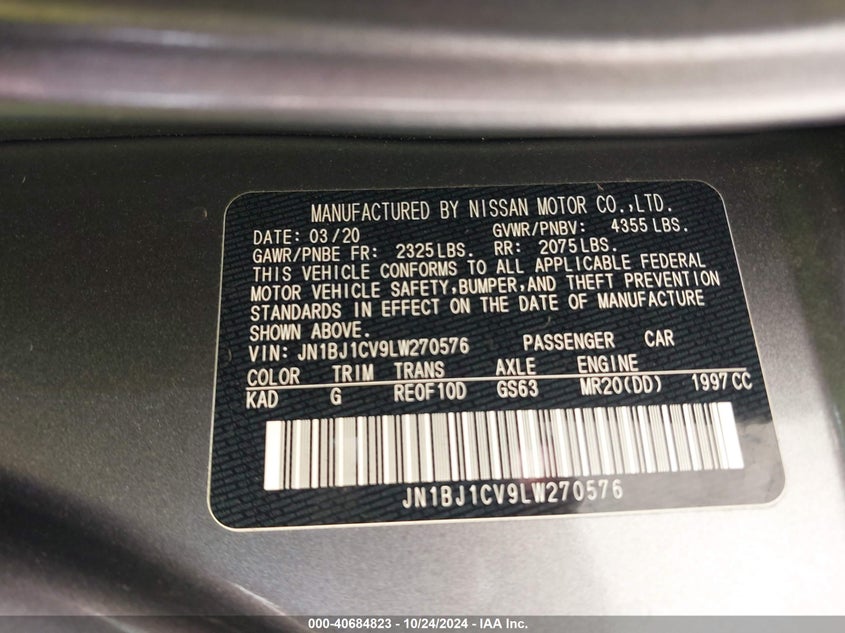 MANUFACTURED BY NISSAN MOTOR CO.,LTD.
DATE: 03/20 GVWR/PNBV: 4355 LBS.
GAWR/PNBE FR: 2325 LBS. RR: 2075 LBS.
THIS VEHICLE CONFORMS TO ALL APPLICABLE FEDERAL
MOTOR VEHICLE SAFETY,BUMPER,AND THEFT PREVENTION
STANDARDS IN EFFECT ON THE DATE OF MANUFACTURE
SHOWN ABOVE.
VIN: JN1BJ1CV9LW270576 PASSENGER CAR
COLOR TRIM TRANS AXLE ENGINE
KAD G RE0F10D GS63 MR20(DD) 1997CC
JN1BJ1CV9LW270576
000-40684823 - 10/24/2024 - IAA Inc.